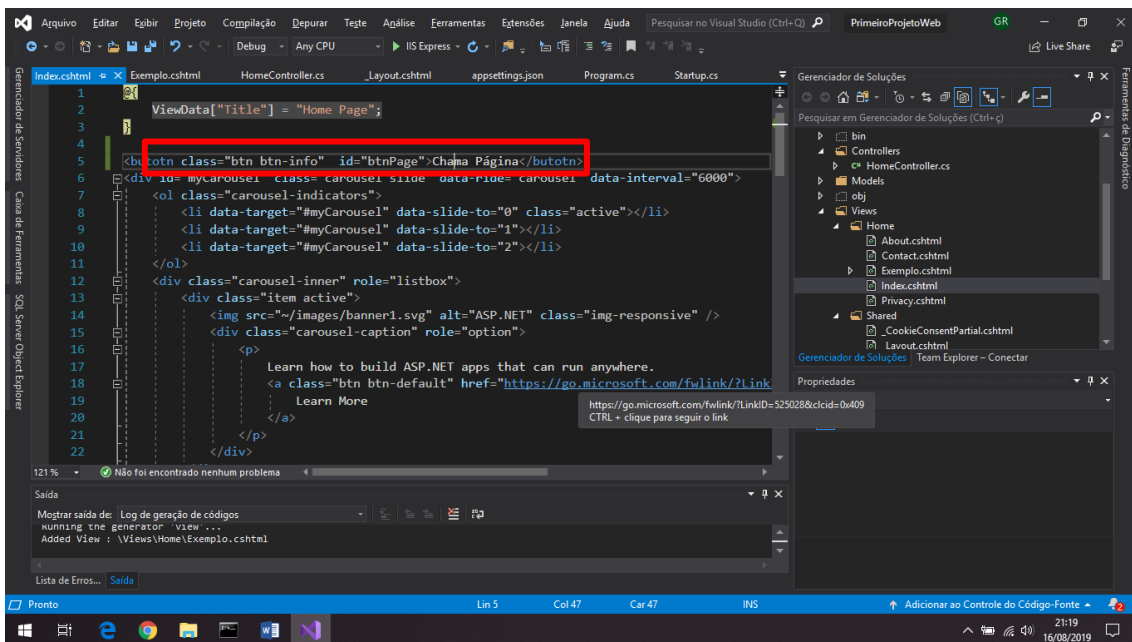 Arquivo Editar Exibir Projeto Compilação Depurar Teste Análise Ferramentas Extensões Janela Ajuda Pesquisar no Visual Studio (Ctrl+Q) PrimeiroProjetoWeb GR
Debug Any CPU IIS Express Live Share
Gerenciador de Servidores
Caixa de Ferramentas
SQL Server Object Explorer
Index.cshtml Exemplo.cshtml HomeController.cs _Layout.cshtml appsettings.json Program.cs Startup.cs
1 @{
2 ViewData["Title"] = "Home Page";
3 }
4
5 <butotn class="btn btn-info" id="btnPage">Chama Página</butotn>
6 <div id="myCarousel" class="carousel slide" data-ride="carousel" data-interval="6000">
7 <ol class="carousel-indicators">
8 <li data-target="#myCarousel" data-slide-to="0" class="active"></li>
9 <li data-target="#myCarousel" data-slide-to="1"></li>
10 <li data-target="#myCarousel" data-slide-to="2"></li>
11 </ol>
12 <div class="carousel-inner" role="listbox">
13 <div class="item active">
14 <img src="~/images/banner1.svg" alt="ASP.NET" class="img-responsive" />
15 <div class="carousel-caption" role="option">
16 <p>
17 Learn how to build ASP.NET apps that can run anywhere.
18 <a class="btn btn-default" href="https://go.microsoft.com/fwlink/?Link
19 Learn More
20 </a>
21 </p>
22 </div>
https://go.microsoft.com/fwlink/?LinkID=525028&clcid=0x409
CTRL + clique para seguir o link
121 % Não foi encontrado nenhum problema
Saída
Mostrar saída de: Log de geração de códigos
Running the generator 'view'...
Added View : \Views\Home\Exemplo.cshtml
Lista de Erros... Saída
Gerenciador de Soluções
Pesquisar em Gerenciador de Soluções (Ctrl+ç)
bin
Controllers
C# HomeController.cs
Models
obj
Views
Home
About.cshtml
Contact.cshtml
Exemplo.cshtml
Index.cshtml
Privacy.cshtml
Shared
_CookieConsentPartial.cshtml
_Layout.cshtml
Gerenciador de Soluções Team Explorer – Conectar
Propriedades
Ferramentas de Diagnóstico
Pronto Lin 5 Col 47 Car 47 INS Adicionar ao Controle do Código-Fonte 2
21:19
16/08/2019